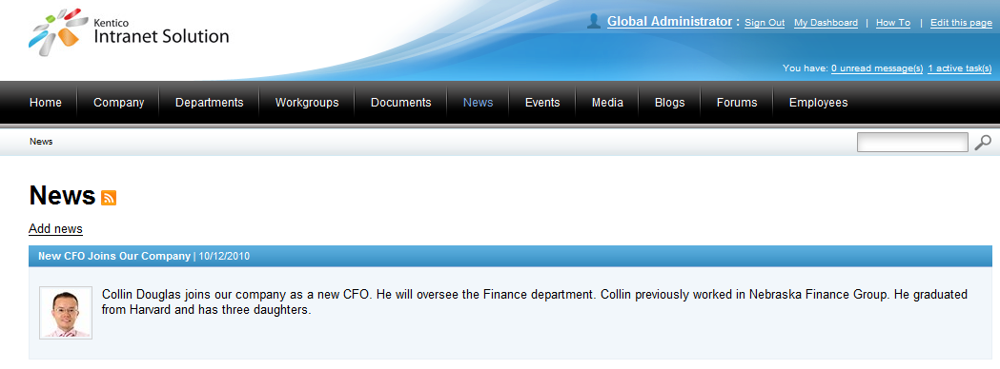 Kentico
Intranet Solution
Global Administrator : Sign Out My Dashboard | How To | Edit this page
You have: 0 unread message(s) 1 active task(s)
Home Company Departments Workgroups Documents News Events Media Blogs Forums Employees
News
News
Add news
New CFO Joins Our Company | 10/12/2010
Collin Douglas joins our company as a new CFO. He will oversee the Finance department. Collin previously worked in Nebraska Finance Group. He graduated
from Harvard and has three daughters.